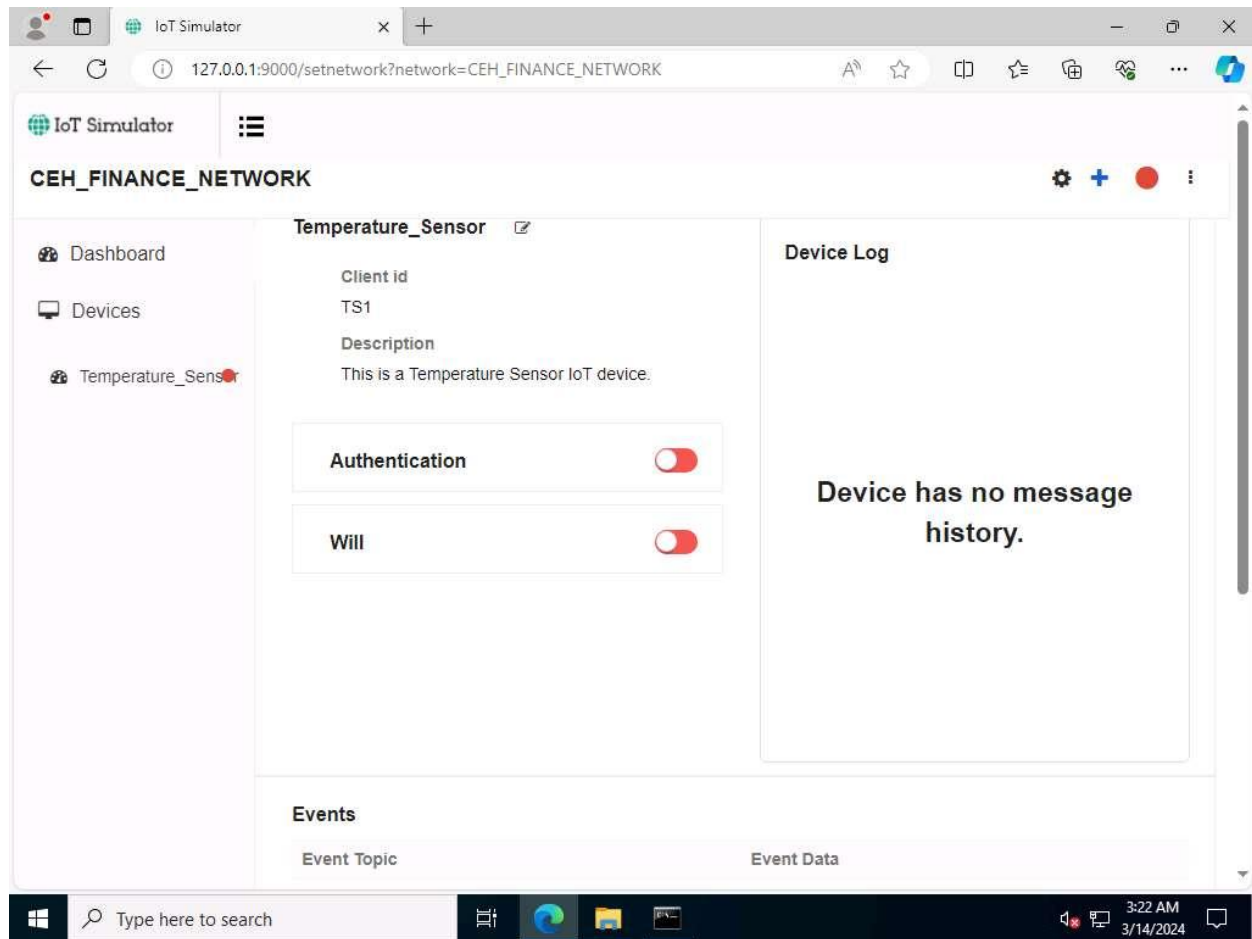 IoT Simulator
127.0.0.1:9000/setnetwork?network=CEH_FINANCE_NETWORK
IoT Simulator
CEH_FINANCE_NETWORK
Dashboard
Devices
Temperature_Sensor
Temperature_Sensor
Client id
TS1
Description
This is a Temperature Sensor IoT device.
Authentication
Will
Device Log
Device has no message
history.
Events
Event Topic Event Data
Type here to search
3:22 AM
3/14/2024